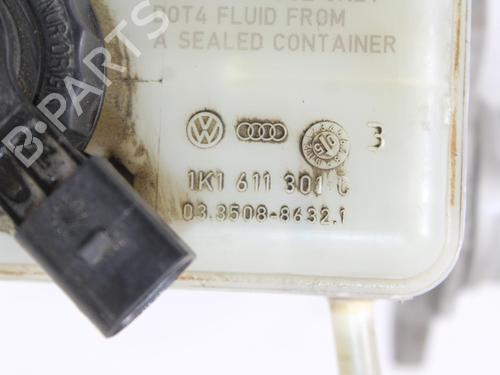 DOT4 FLUID FROM
A SEALED CONTAINER
B-PARTS
3
1K1 611 301 C
03.3508-8632.1